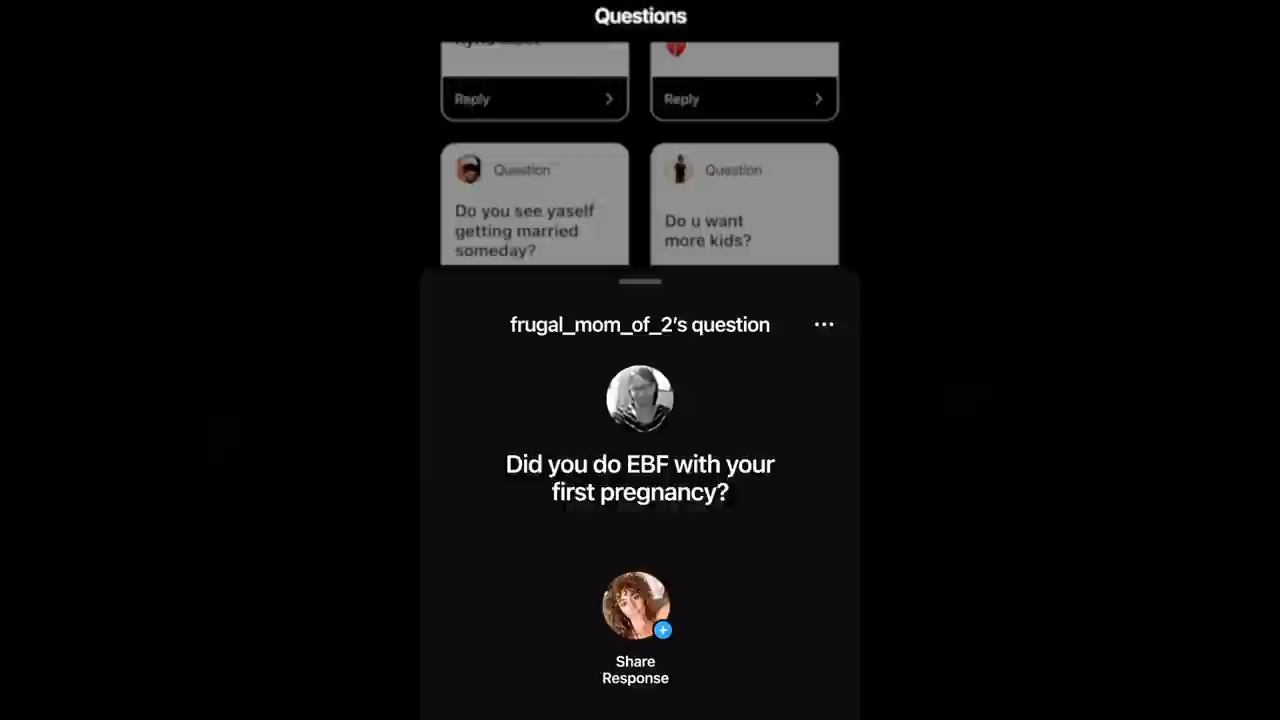 Questions
Reply
Reply
Question
Question
Do you see yaself
getting married
someday?
Do u want
more kids?
frugal_mom_of_2's question
Did you do EBF with your
first pregnancy?
Share
Response